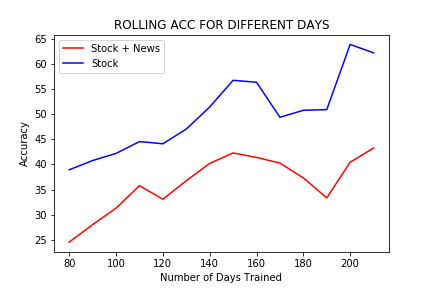 ROLLING ACC FOR DIFFERENT DAYS
Stock + News
Stock
65
60
55
50
45
40
35
30
25
Accuracy
80 100 120 140 160 180 200
Number of Days Trained